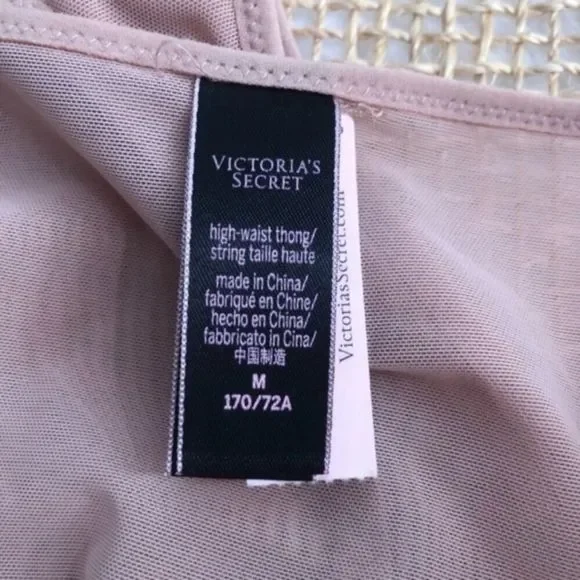 VICTORIA'S
SECRET
high-waist thong/
string taille haute
made in China/
fabriqué en Chine/
hecho en China/
fabbricato in Cina/
中国制造
M
170/72A
VictoriasSecret.com